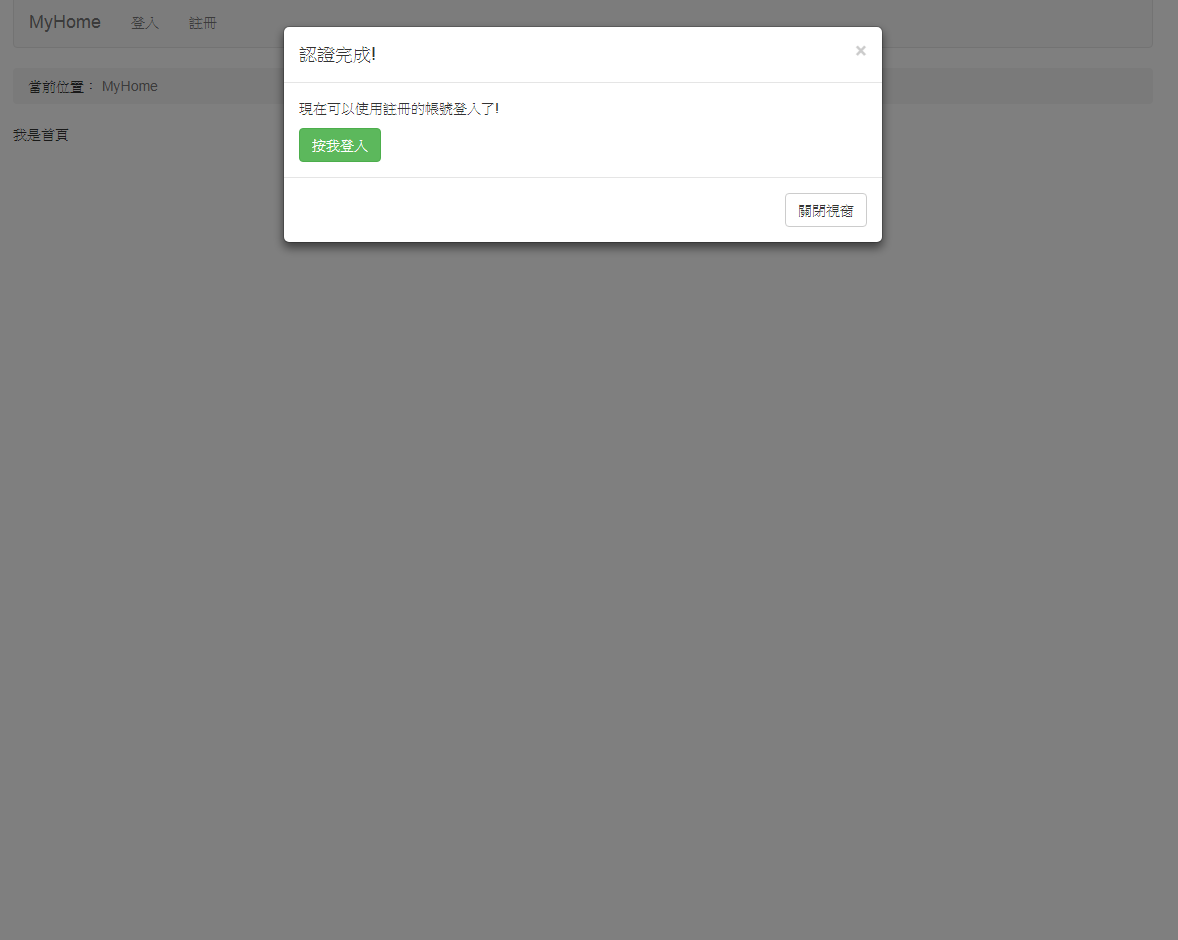 MyHome 登入 註冊
認證完成!
×
當前位置： MyHome
現在可以使用註冊的帳號登入了!
我是首頁
按我登入
關閉視窗